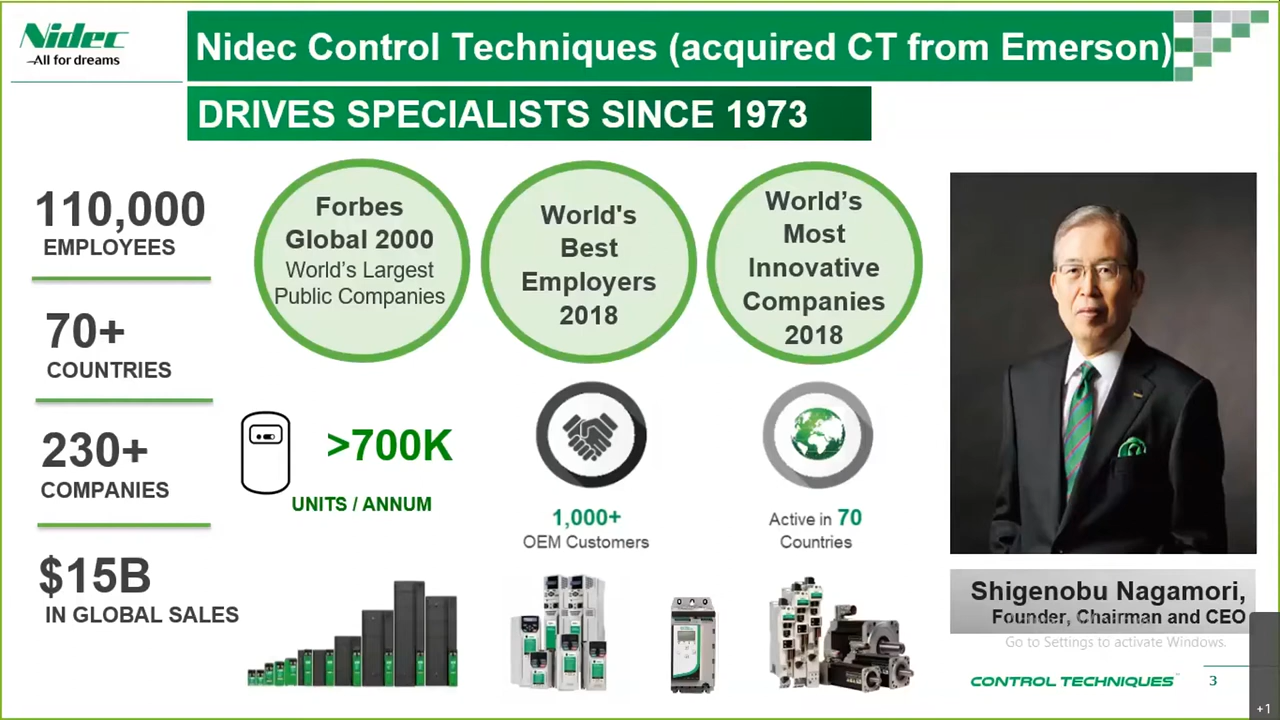 Nidec
All for dreams
Nidec Control Techniques (acquired CT from Emerson)
DRIVES SPECIALISTS SINCE 1973
110,000
EMPLOYEES
70+
COUNTRIES
230+
COMPANIES
$15B
IN GLOBAL SALES
Forbes
Global 2000
World's Largest
Public Companies
World's
Best
Employers
2018
World's
Most
Innovative
Companies
2018
>700K
UNITS / ANNUM
1,000+
OEM Customers
Active in 70
Countries
Shigenobu Nagamori,
Founder, Chairman and CEO
Go to Settings to activate Windows.
CONTROL TECHNIQUES
3
+1